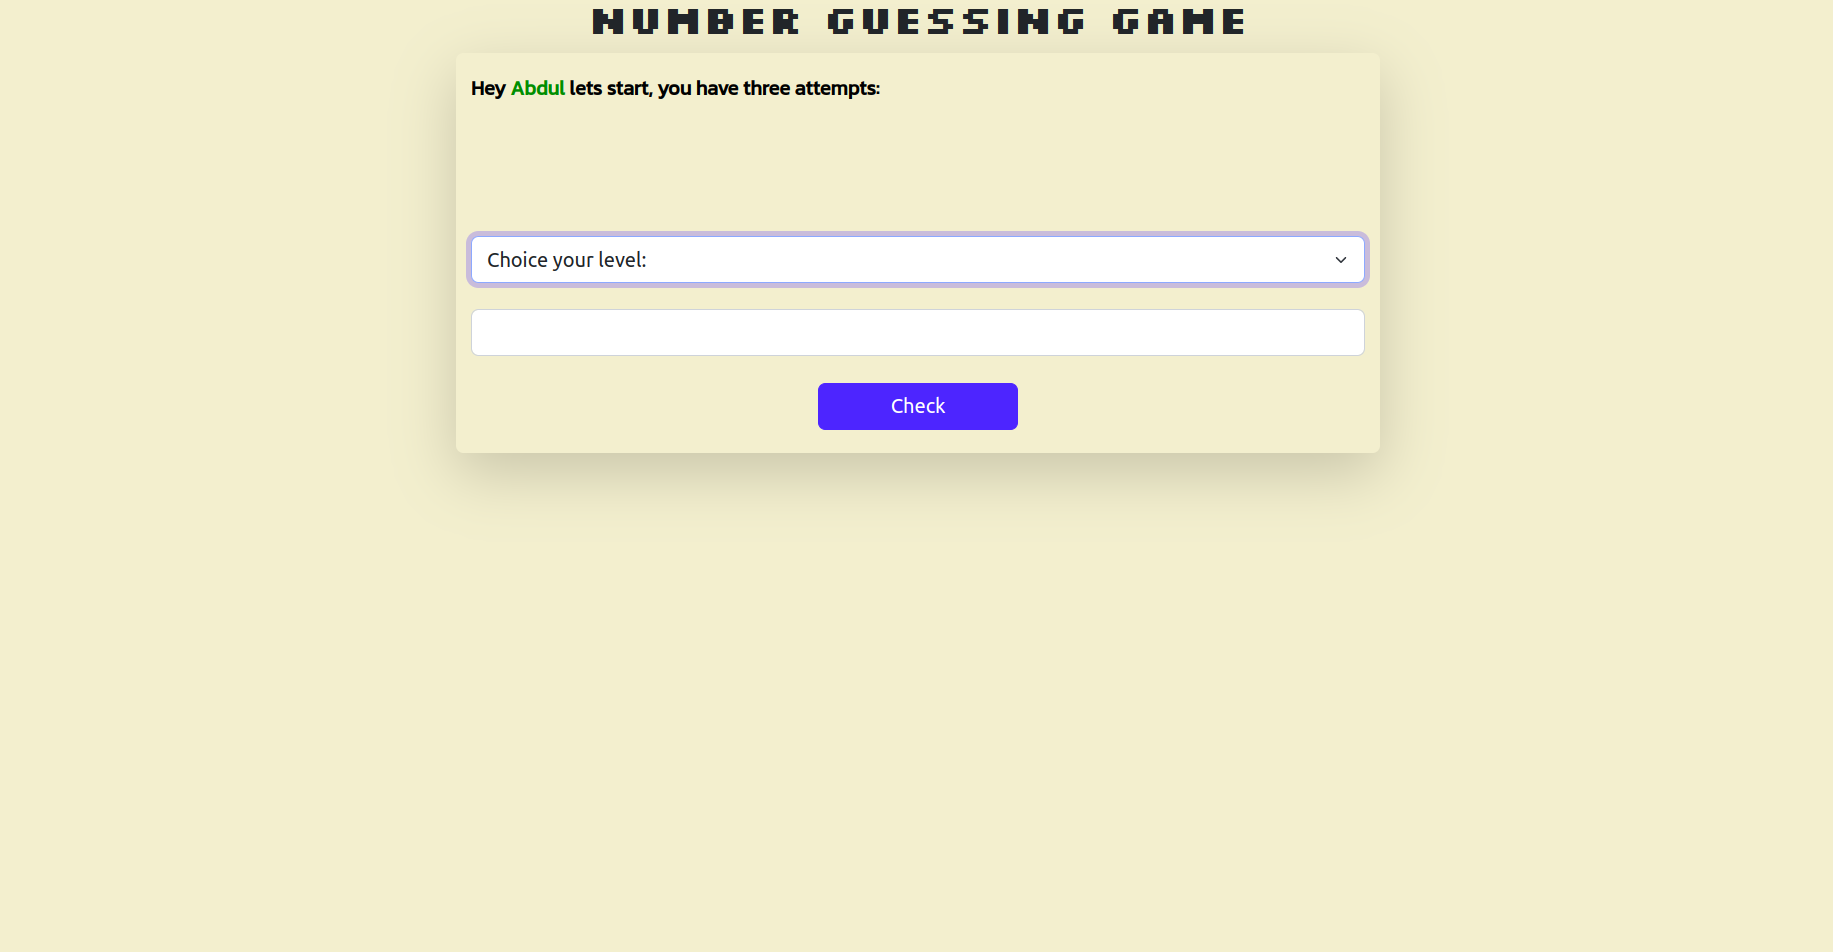 NUMBER GUESSING GAME
Hey Abdul lets start, you have three attempts:
Choice your level:
Check